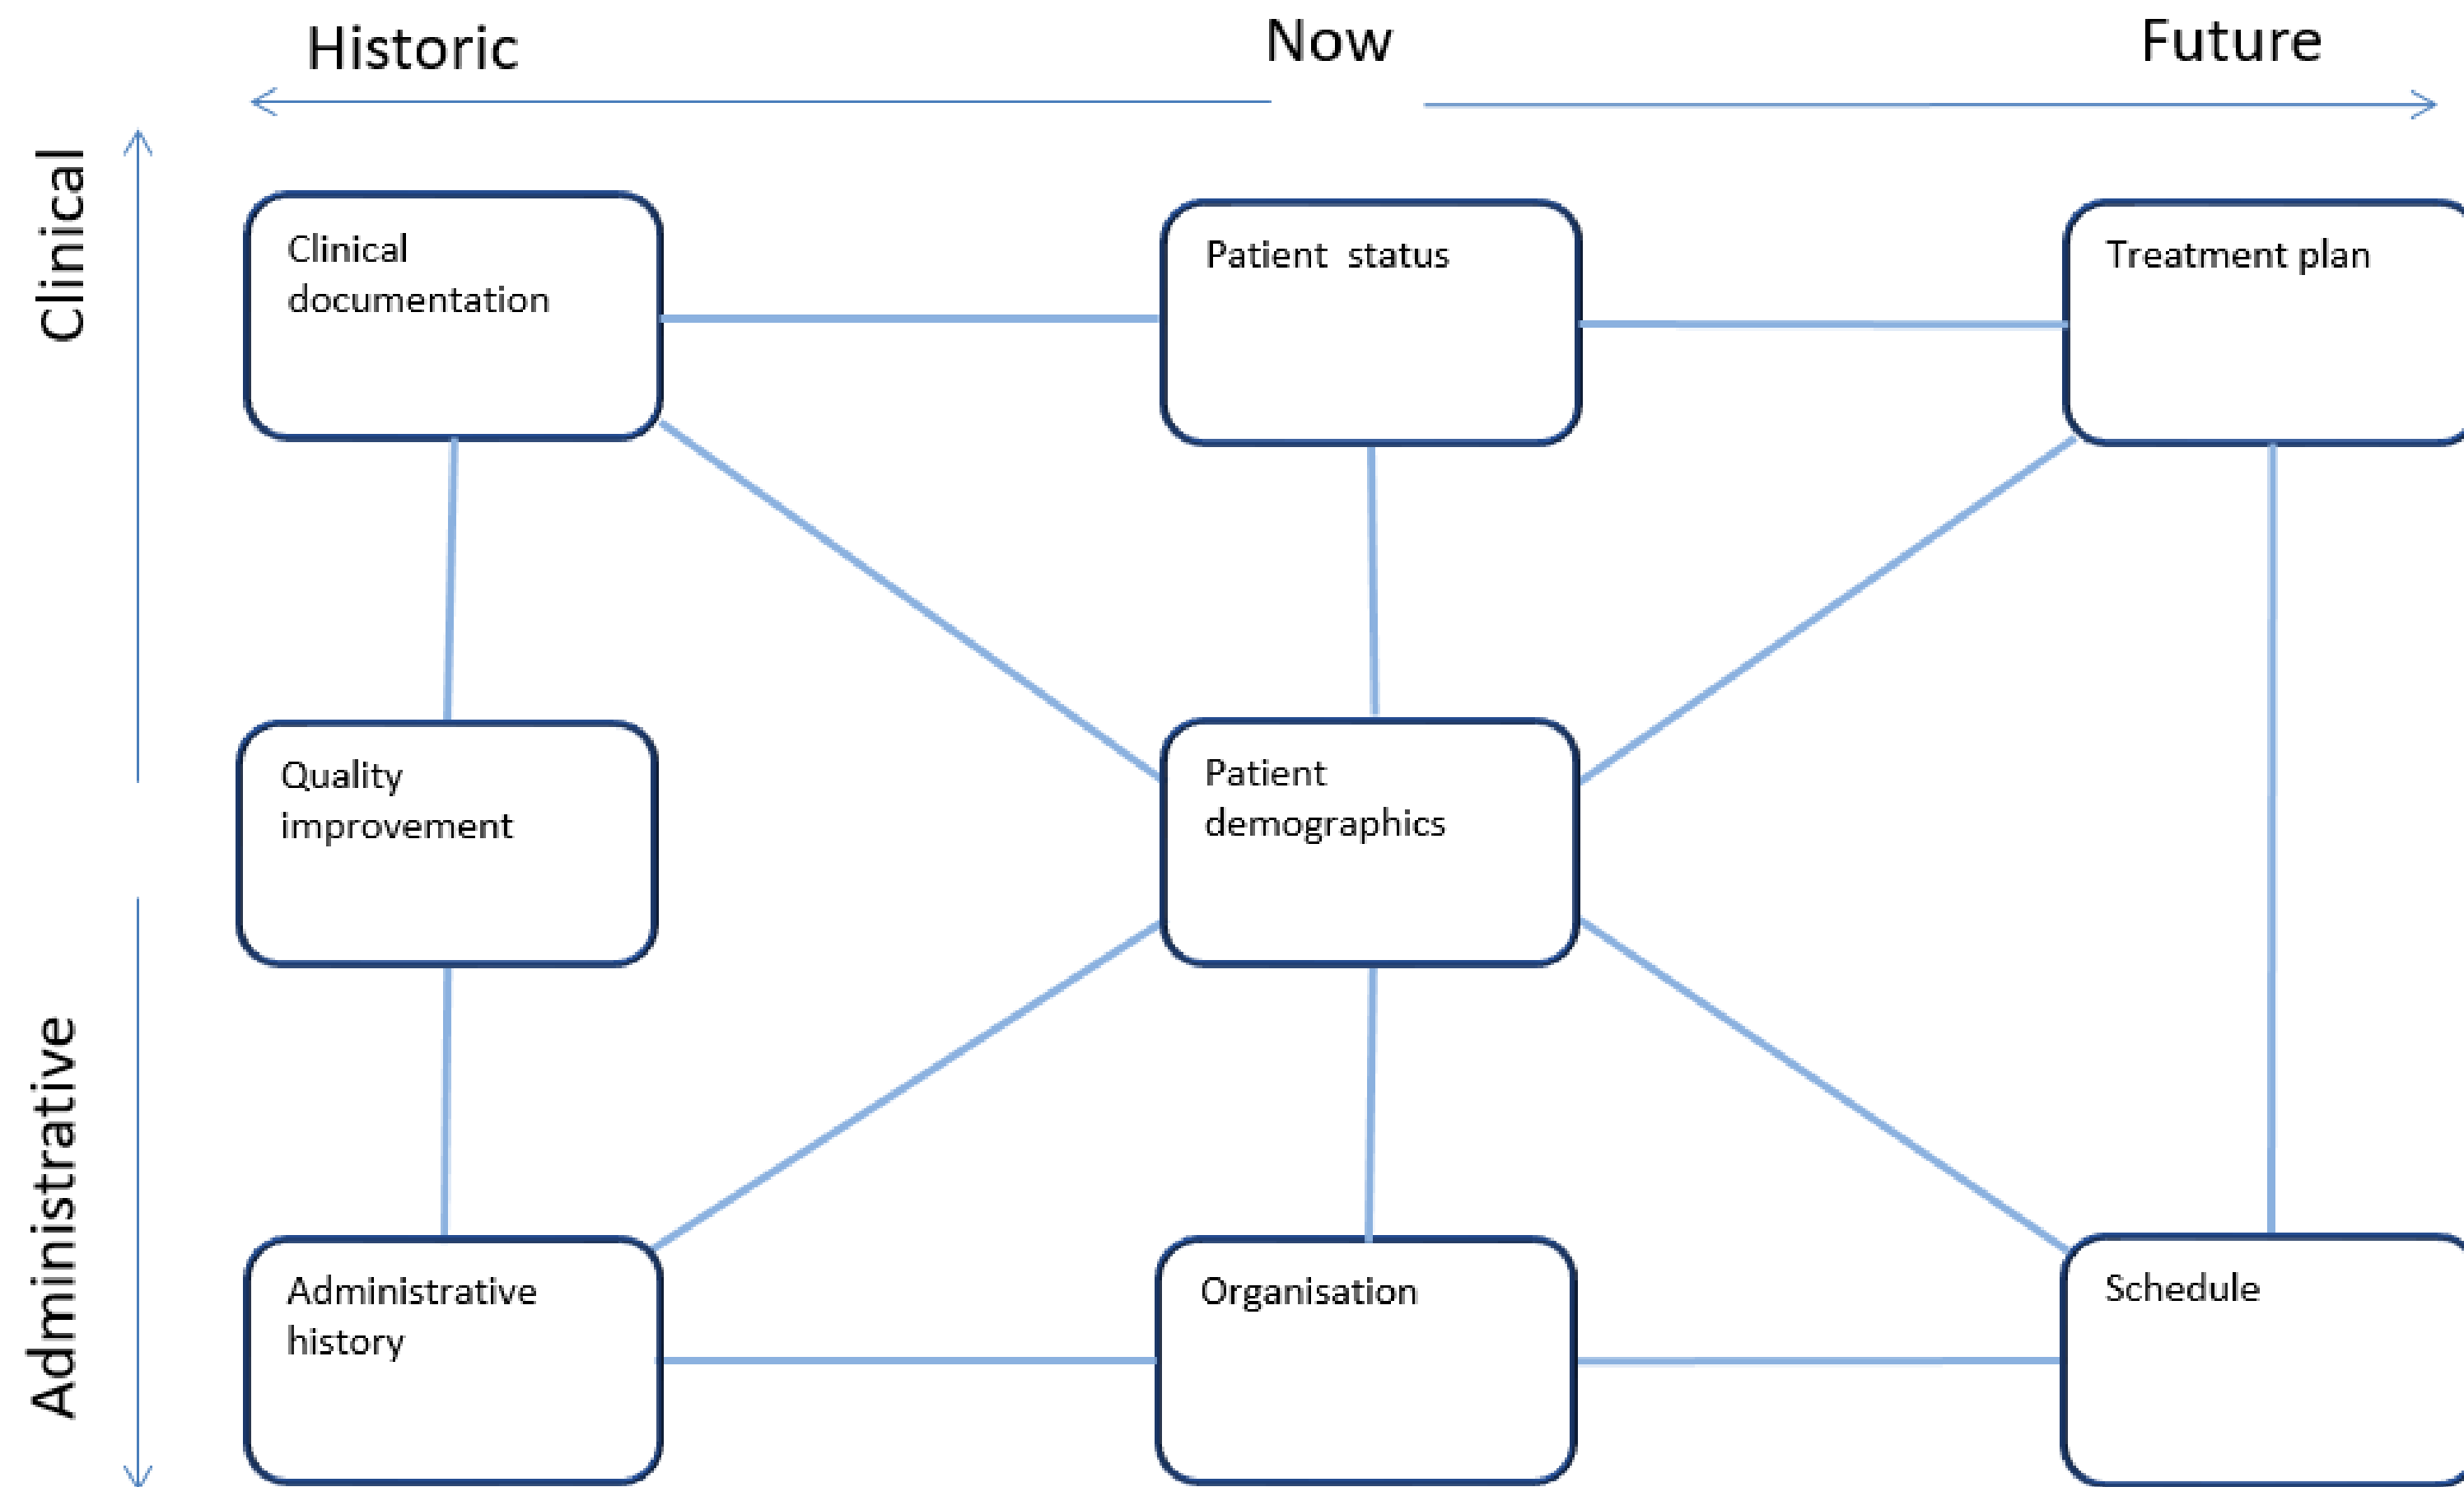 Historic
Now
Future
Clinical
Clinical
documentation
Patient status
Treatment plan
Quality
improvement
Patient
demographics
Administrative
Administrative
history
Organisation
Schedule